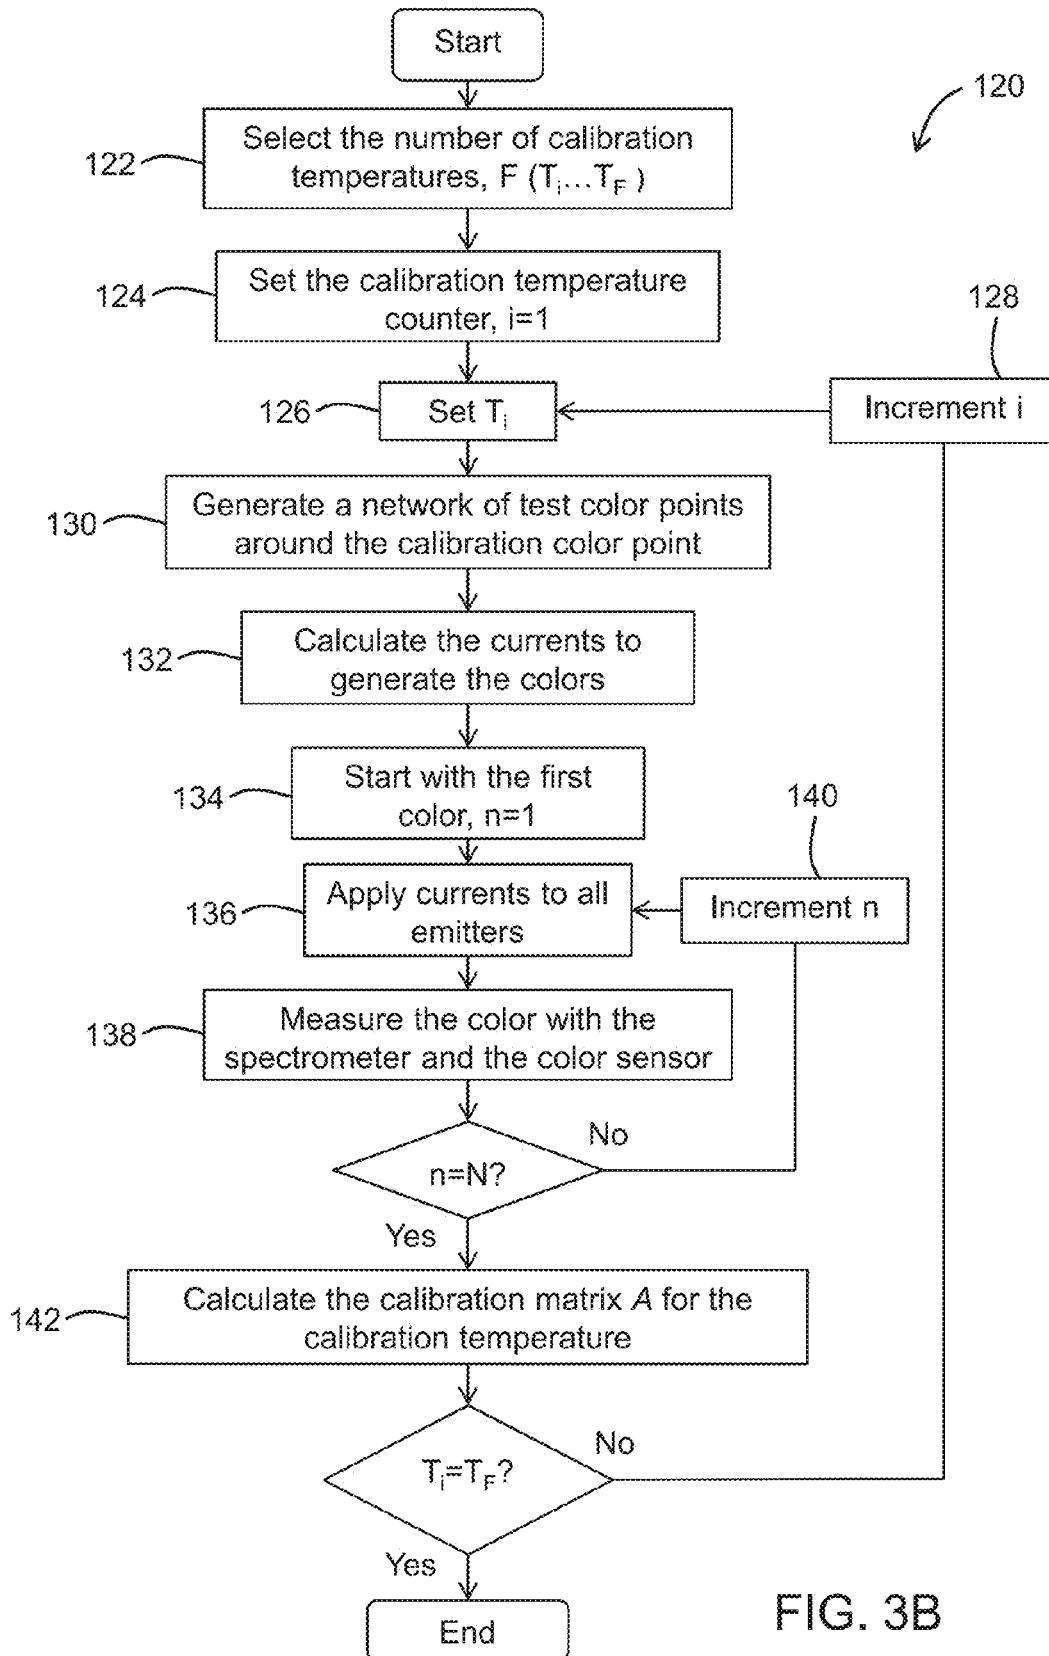 Start
120
Select the number of calibration
temperatures, F (Ti...TF )
122
Set the calibration temperature
counter, i=1
124
128
Set Ti
126
Increment i
Generate a network of test color points
around the calibration color point
130
Calculate the currents to
generate the colors
132
Start with the first
color, n=1
134
140
Apply currents to all
emitters
136
Increment n
Measure the color with the
spectrometer and the color sensor
138
No
n=N?
Yes
Calculate the calibration matrix A for the
calibration temperature
142
No
Ti=TF?
Yes
End
FIG. 3B